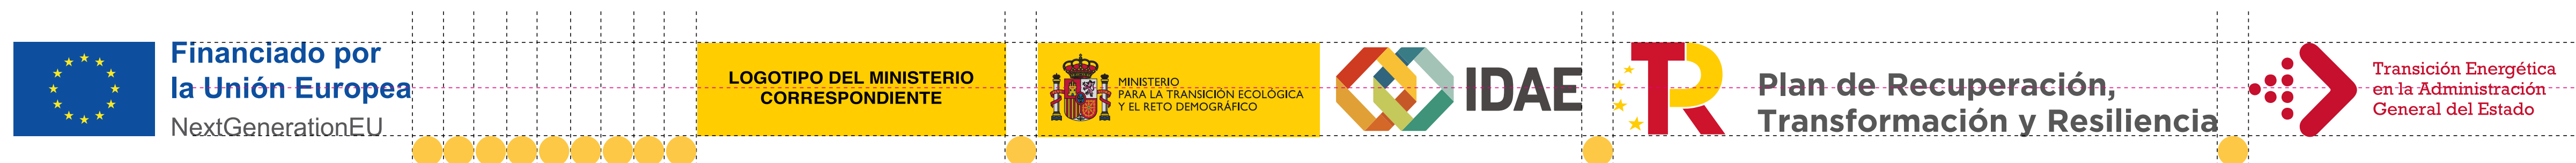 Financiado por
la Unión Europea
NextGenerationEU
LOGOTIPO DEL MINISTERIO
CORRESPONDIENTE
MINISTERIO
PARA LA TRANSICIÓN ECOLÓGICA
Y EL RETO DEMOGRÁFICO
IDAE
TR
Plan de Recuperación,
Transformación y Resiliencia
Transición Energética
en la Administración
General del Estado